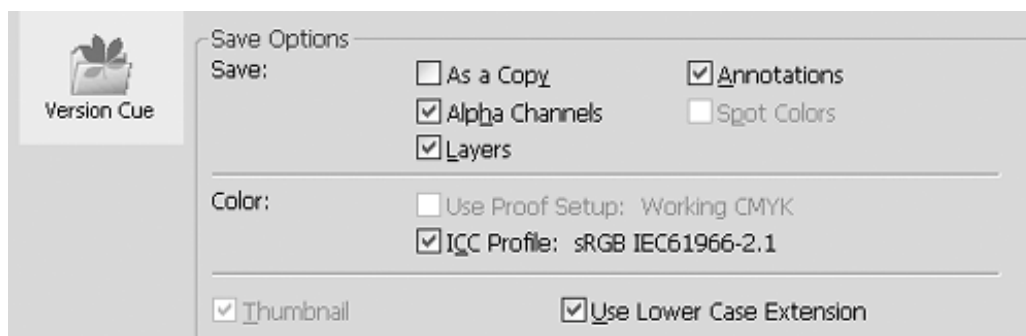 Save Options
Save: As a Copy Annotations
Version Cue Alpha Channels Spot Colors
Layers
Color: Use Proof Setup: Working CMYK
ICC Profile: sRGB IEC61966-2.1
Thumbnail Use Lower Case Extension